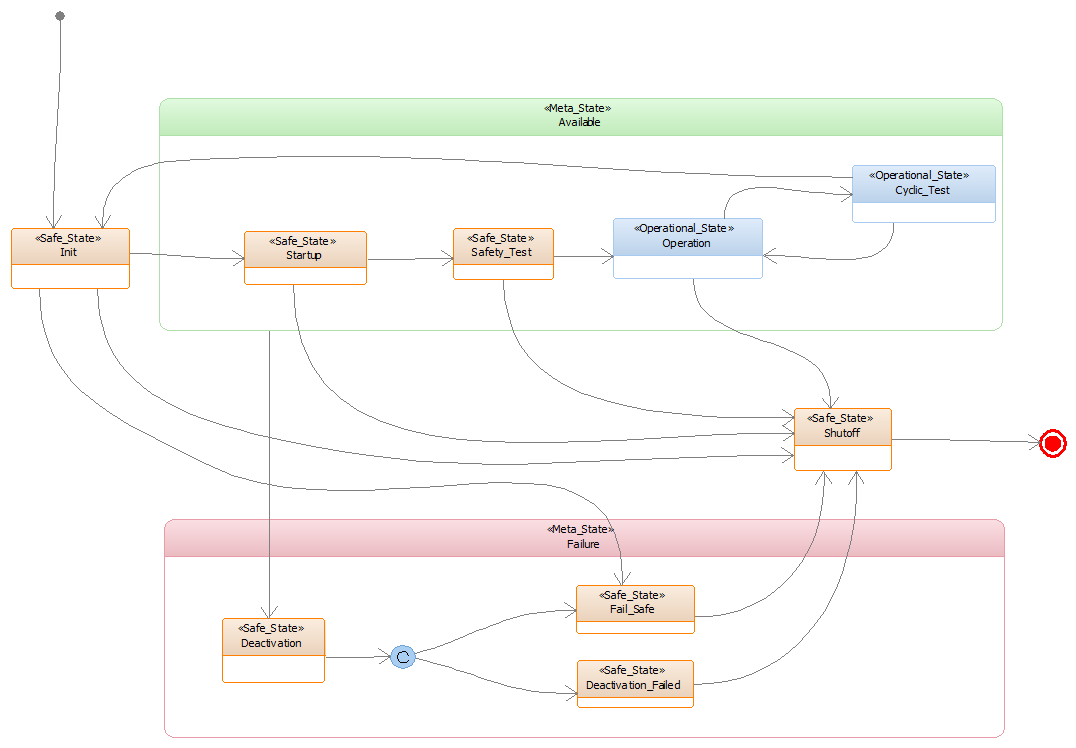 «Meta_State»
Available
«Operational_State»
Cyclic_Test
«Safe_State»
Init
«Safe_State»
Startup
«Safe_State»
Safety_Test
«Operational_State»
Operation
«Safe_State»
Shutoff
«Meta_State»
Failure
«Safe_State»
Fail_Safe
«Safe_State»
Deactivation
C
«Safe_State»
Deactivation_Failed